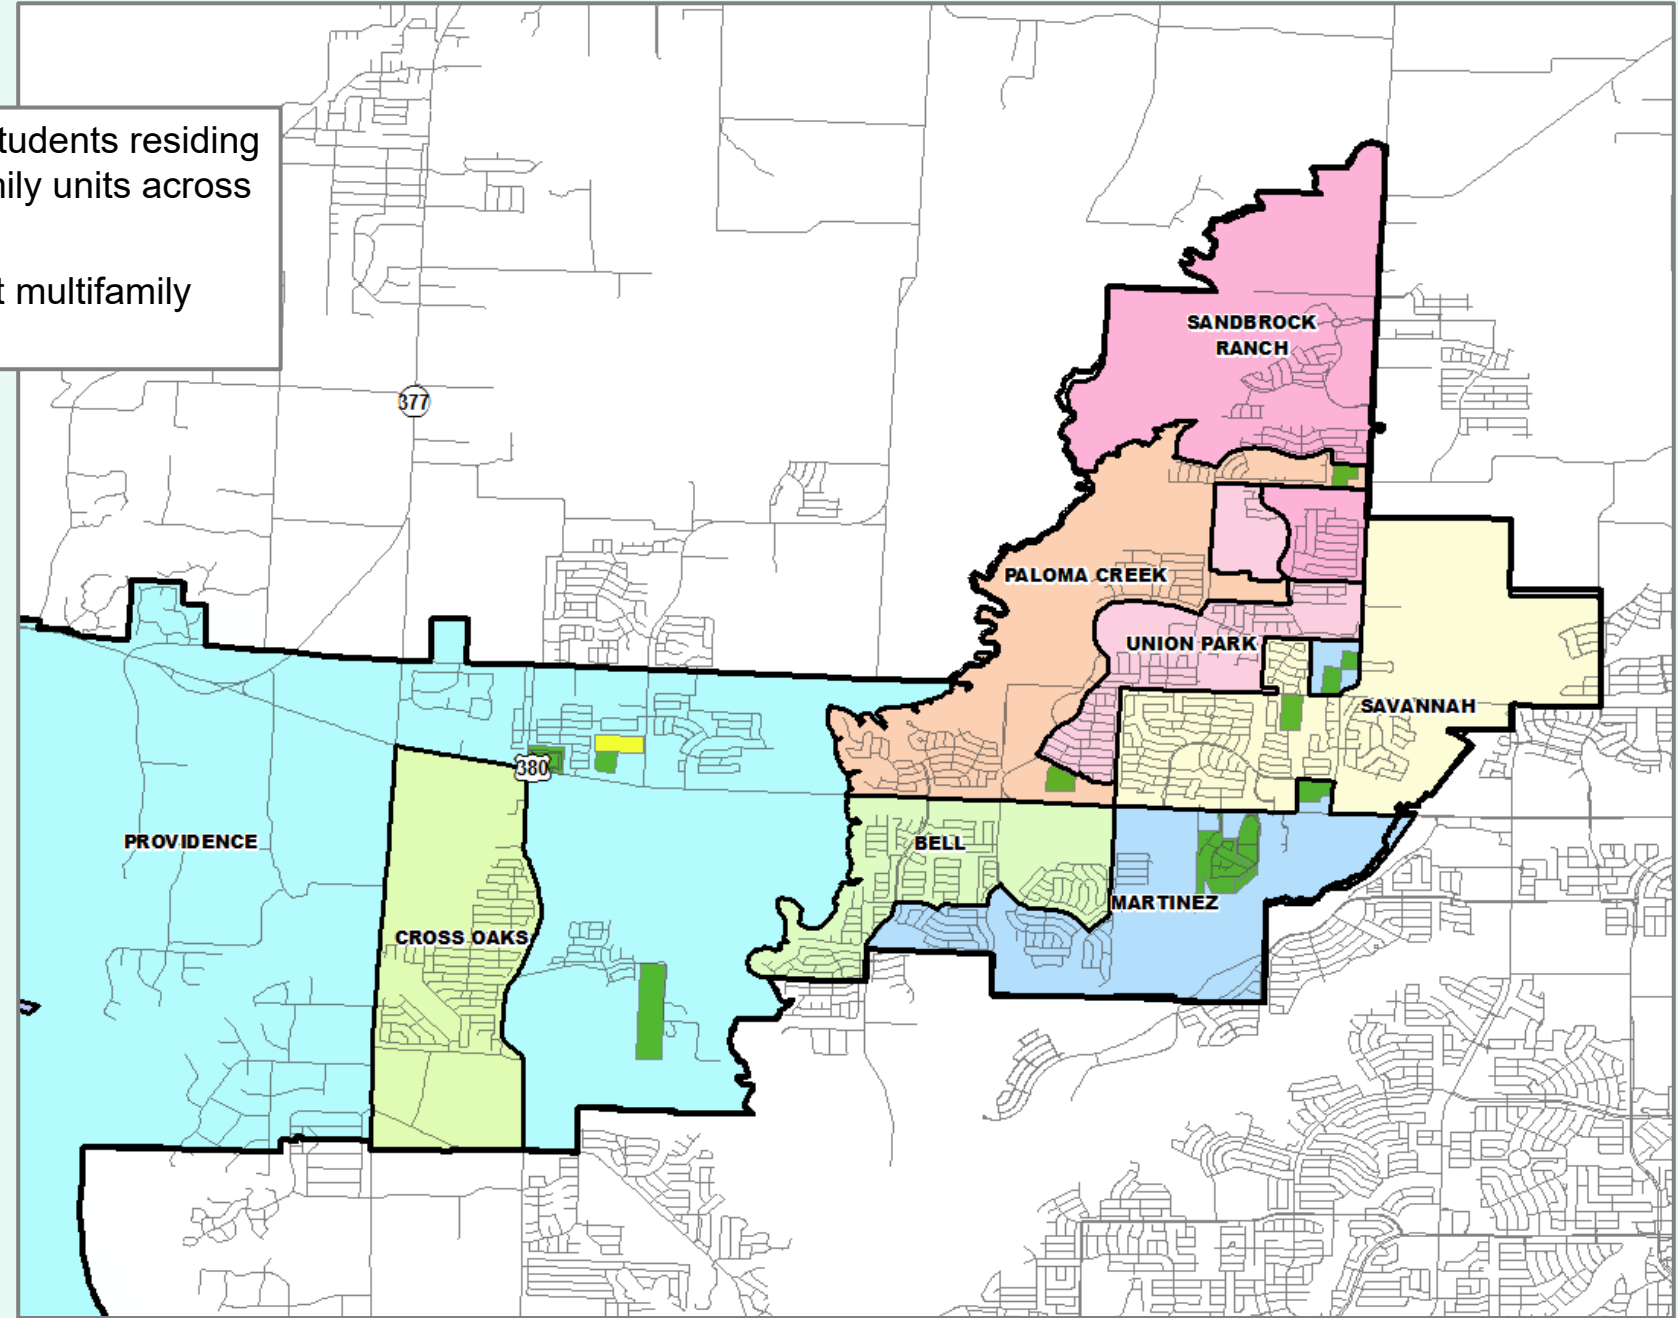 tudents residing
ily units across
t multifamily
377
SANDBROCK
RANCH
PALOMA CREEK
UNION PARK
SAVANNAH
380
PROVIDENCE
BELL
MARTINEZ
CROSS OAKS